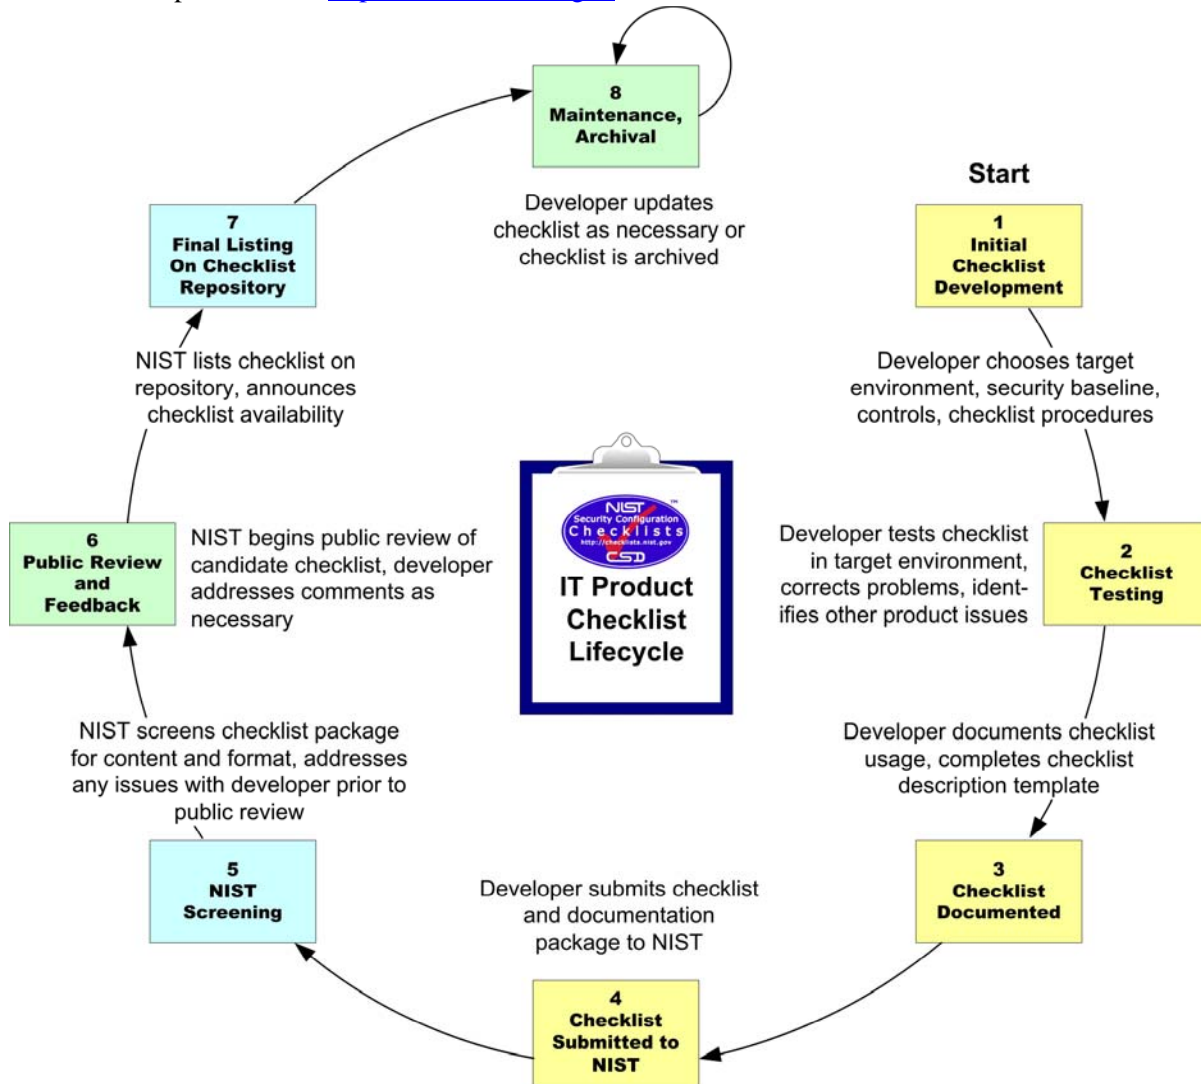 8
Maintenance,
Archival
Developer updates
checklist as necessary or
checklist is archived
Start
1
Initial
Checklist
Development
Developer chooses target
environment, security baseline,
controls, checklist procedures
2
Checklist
Testing
Developer tests checklist
in target environment,
corrects problems, ident-
ifies other product issues
Developer documents checklist
usage, completes checklist
description template
3
Checklist
Documented
Developer submits checklist
and documentation
package to NIST
4
Checklist
Submitted to
NIST
5
NIST
Screening
NIST screens checklist package
for content and format, addresses
any issues with developer prior to
public review
6
Public Review
and
Feedback
NIST begins public review of
candidate checklist, developer
addresses comments as
necessary
NIST lists checklist on
repository, announces
checklist availability
7
Final Listing
On Checklist
Repository
NIST ™
Security Configuration
Checklists
http://checklists.nist.gov
CSD
IT Product
Checklist
Lifecycle